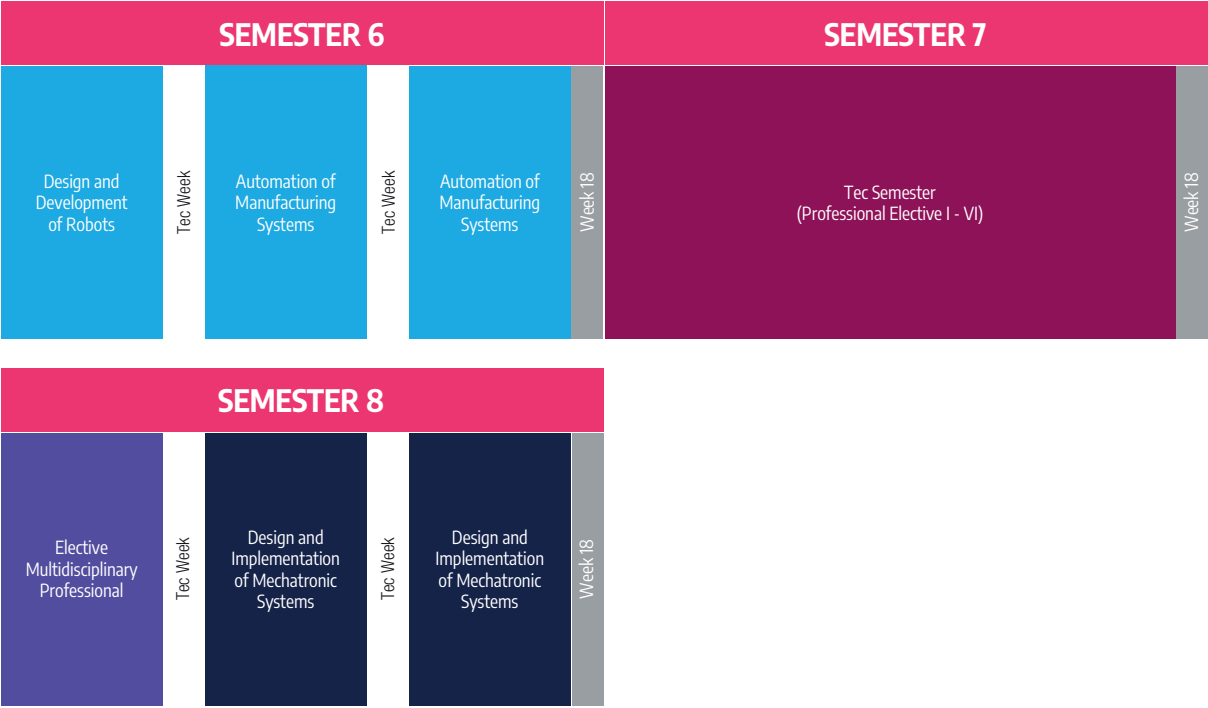 SEMESTER 6
Design and
Development
of Robots
Tec Week
Automation of
Manufacturing
Systems
Tec Week
Automation of
Manufacturing
Systems
Week 18
SEMESTER 7
Tec Semester
(Professional Elective I - VI)
Week 18
SEMESTER 8
Elective
Multidisciplinary
Professional
Tec Week
Design and
Implementation
of Mechatronic
Systems
Tec Week
Design and
Implementation
of Mechatronic
Systems
Week 18